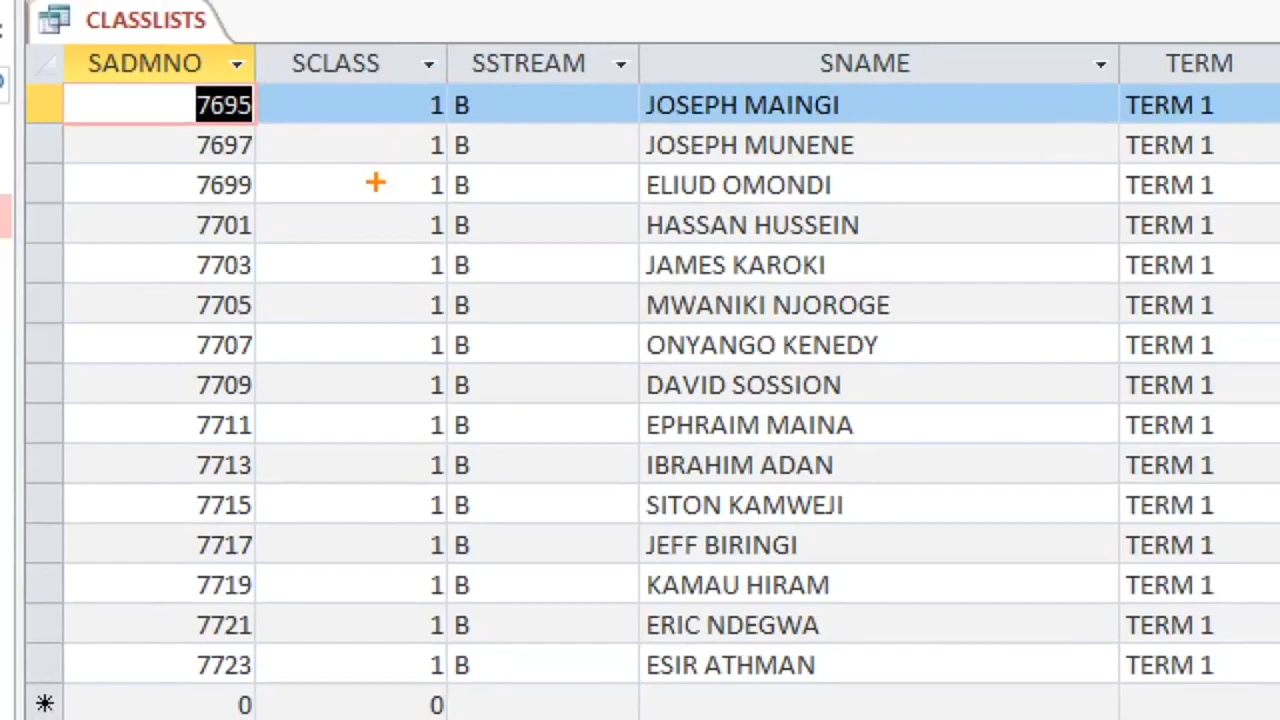 CLASSLISTS
SADMNO SCLASS SSTREAM SNAME TERM
7695 1 B JOSEPH MAINGI TERM 1
7697 1 B JOSEPH MUNENE TERM 1
7699 1 B ELIUD OMONDI TERM 1
7701 1 B HASSAN HUSSEIN TERM 1
7703 1 B JAMES KAROKI TERM 1
7705 1 B MWANIKI NJOROGE TERM 1
7707 1 B ONYANGO KENEDY TERM 1
7709 1 B DAVID SOSSION TERM 1
7711 1 B EPHRAIM MAINA TERM 1
7713 1 B IBRAHIM ADAN TERM 1
7715 1 B SITON KAMWEJI TERM 1
7717 1 B JEFF BIRINGI TERM 1
7719 1 B KAMAU HIRAM TERM 1
7721 1 B ERIC NDEGWA TERM 1
7723 1 B ESIR ATHMAN TERM 1
0 0